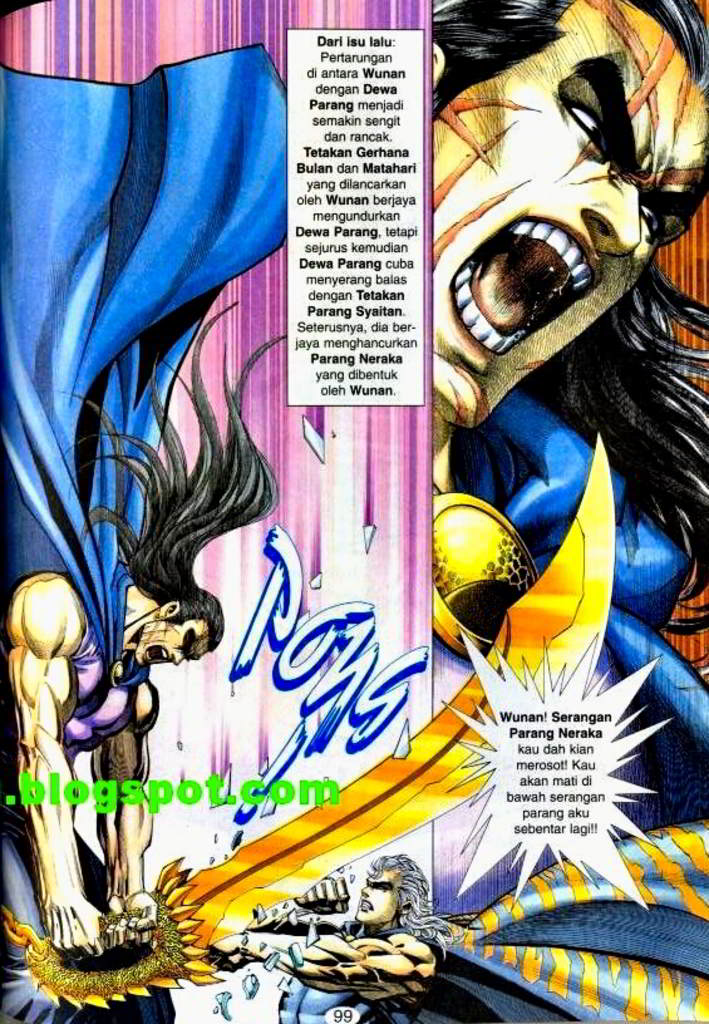 Dari isu lalu:
Pertarungan
di antara Wunan
dengan Dewa
Parang menjadi
semakin sengit
dan rancak.
Tetakan Gerhana
Bulan dan Matahari
yang dilancarkan
oleh Wunan berjaya
mengundurkan
Dewa Parang, tetapi
sejurus kemudian
Dewa Parang cuba
menyerang balas
dengan Tetakan
Parang Syaitan.
Seterusnya, dia ber-
jaya menghancurkan
Parang Neraka
yang dibentuk
oleh Wunan.
Wunan! Serangan
Parang Neraka
kau dah kian
merosot! Kau
akan mati di
bawah serangan
parang aku
sebentar lagi!!
.blogspot.com
99